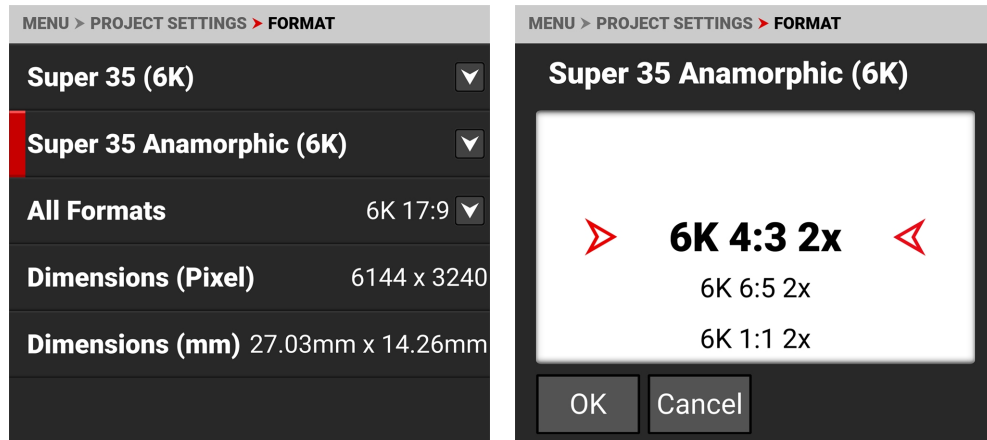 MENU > PROJECT SETTINGS > FORMAT
Super 35 (6K)
Super 35 Anamorphic (6K)
All Formats 6K 17:9
Dimensions (Pixel) 6144 x 3240
Dimensions (mm) 27.03mm x 14.26mm
MENU > PROJECT SETTINGS > FORMAT
Super 35 Anamorphic (6K)
6K 4:3 2x
6K 6:5 2x
6K 1:1 2x
OK Cancel